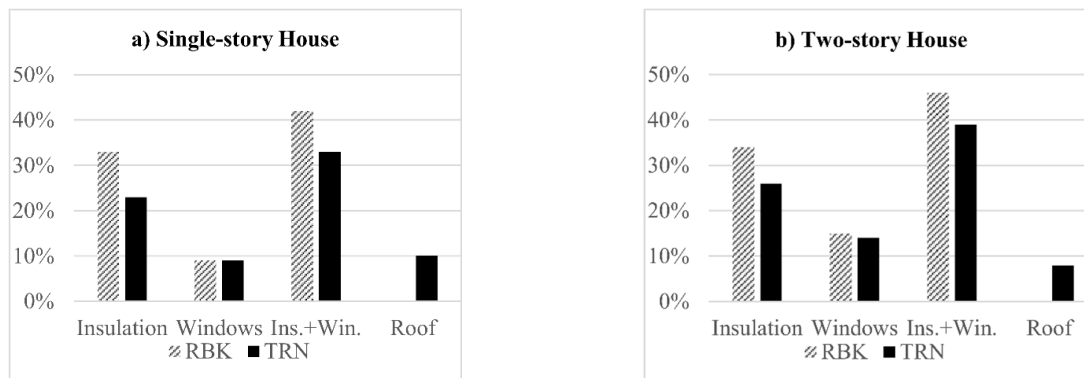 a) Single-story House
50%
40%
30%
20%
10%
0%
Insulation Windows Ins.+Win. Roof
RBK TRN
b) Two-story House
50%
40%
30%
20%
10%
0%
Insulation Windows Ins.+Win. Roof
RBK TRN